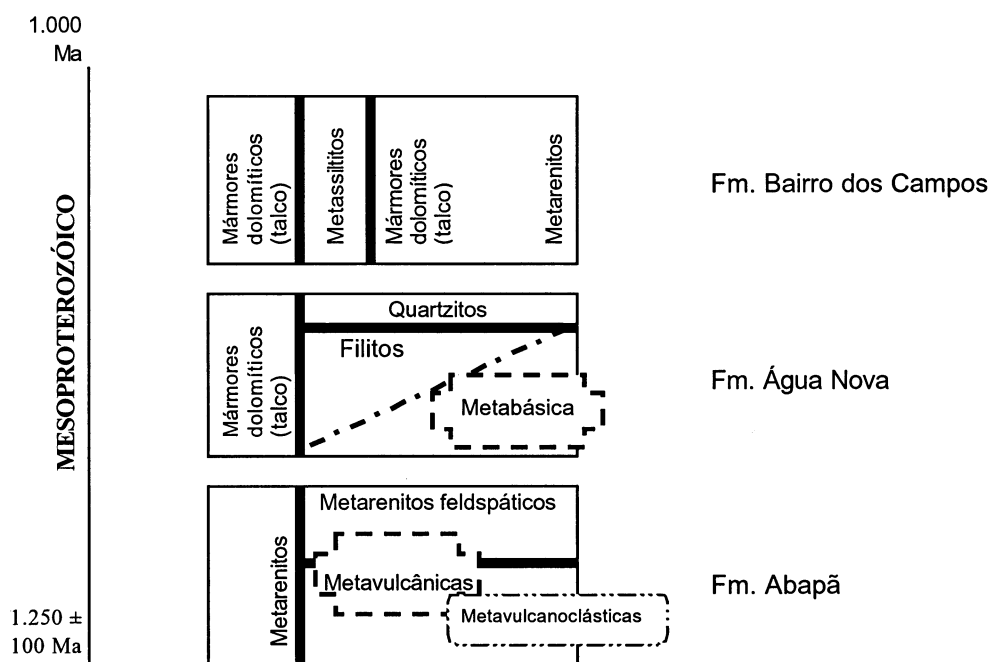 1.000
Ma
MESOPROTEROZÓICO
Mármores
dolomíticos
(talco)
Metassiltitos
Mármores
dolomíticos
(talco)
Metarenitos
Fm. Bairro dos Campos
Mármores
dolomíticos
(talco)
Quartzitos
Filitos
Metabásica
Fm. Água Nova
Metarenitos
Metarenitos feldspáticos
Metavulcânicas
Metavulcanoclásticas
Fm. Abapã
1.250 ±
100 Ma